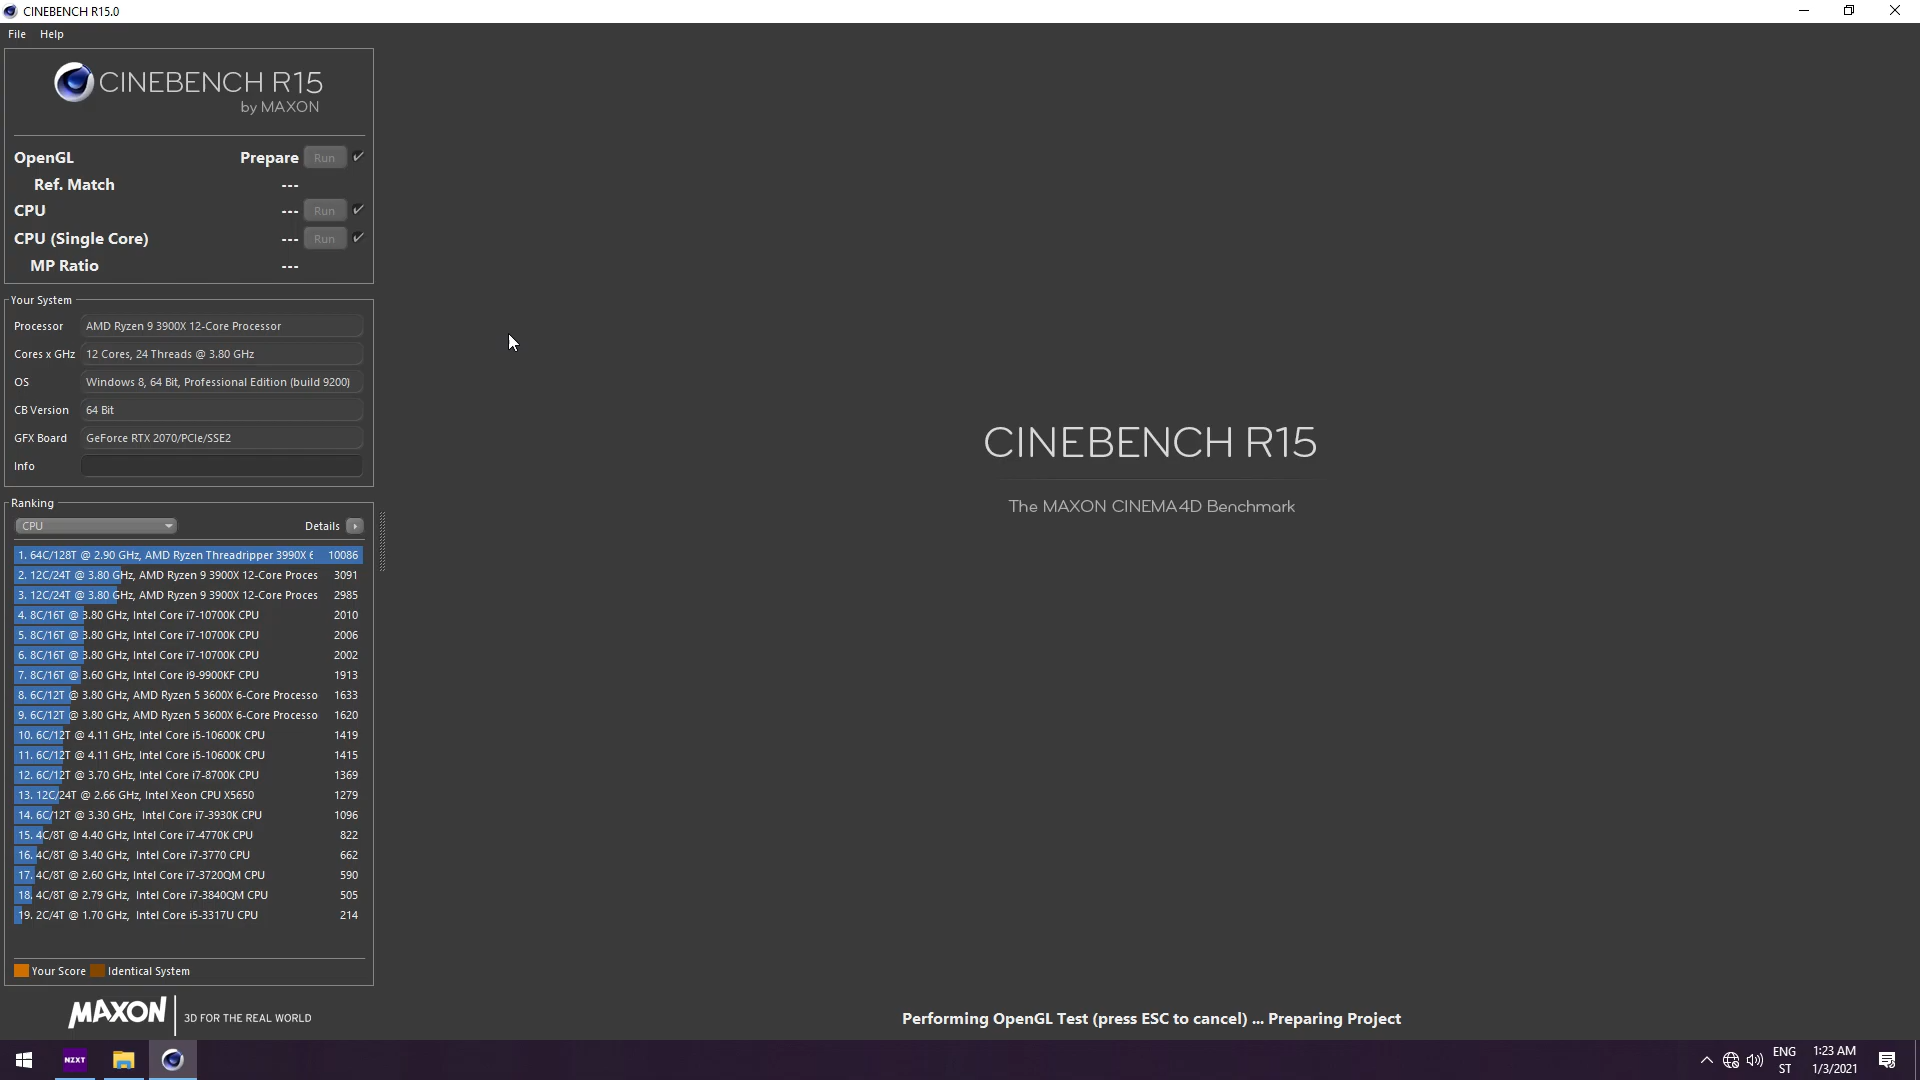 CINEBENCH R15.0
File Help
CINEBENCH R15
by MAXON
OpenGL Prepare Run
Ref. Match ---
CPU --- Run
CPU (Single Core) --- Run
MP Ratio ---
Your System
Processor AMD Ryzen 9 3900X 12-Core Processor
Cores x GHz 12 Cores, 24 Threads @ 3.80 GHz
OS Windows 8, 64 Bit, Professional Edition (build 9200)
CB Version 64 Bit
GFX Board GeForce RTX 2070/PCIe/SSE2
Info
Ranking
CPU Details
1. 64C/128T @ 2.90 GHz, AMD Ryzen Threadripper 3990X 6 10086
2. 12C/24T @ 3.80 GHz, AMD Ryzen 9 3900X 12-Core Proces 3091
3. 12C/24T @ 3.80 GHz, AMD Ryzen 9 3900X 12-Core Proces 2985
4. 8C/16T @ 3.80 GHz, Intel Core i7-10700K CPU 2010
5. 8C/16T @ 3.80 GHz, Intel Core i7-10700K CPU 2006
6. 8C/16T @ 3.80 GHz, Intel Core i7-10700K CPU 2002
7. 8C/16T @ 3.60 GHz, Intel Core i9-9900KF CPU 1913
8. 6C/12T @ 3.80 GHz, AMD Ryzen 5 3600X 6-Core Processo 1633
9. 6C/12T @ 3.80 GHz, AMD Ryzen 5 3600X 6-Core Processo 1620
10. 6C/12T @ 4.11 GHz, Intel Core i5-10600K CPU 1419
11. 6C/12T @ 4.11 GHz, Intel Core i5-10600K CPU 1415
12. 6C/12T @ 3.70 GHz, Intel Core i7-8700K CPU 1369
13. 12C/24T @ 2.66 GHz, Intel Xeon CPU X5650 1279
14. 6C/12T @ 3.30 GHz, Intel Core i7-3930K CPU 1096
15. 4C/8T @ 4.40 GHz, Intel Core i7-4770K CPU 822
16. 4C/8T @ 3.40 GHz, Intel Core i7-3770 CPU 662
17. 4C/8T @ 2.60 GHz, Intel Core i7-3720QM CPU 590
18. 4C/8T @ 2.79 GHz, Intel Core i7-3840QM CPU 505
19. 2C/4T @ 1.70 GHz, Intel Core i5-3317U CPU 214
Your Score Identical System
MAXON 3D FOR THE REAL WORLD
CINEBENCH R15
The MAXON CINEMA4D Benchmark
Performing OpenGL Test (press ESC to cancel) ... Preparing Project
NZXT
ENG
ST
1:23 AM
1/3/2021